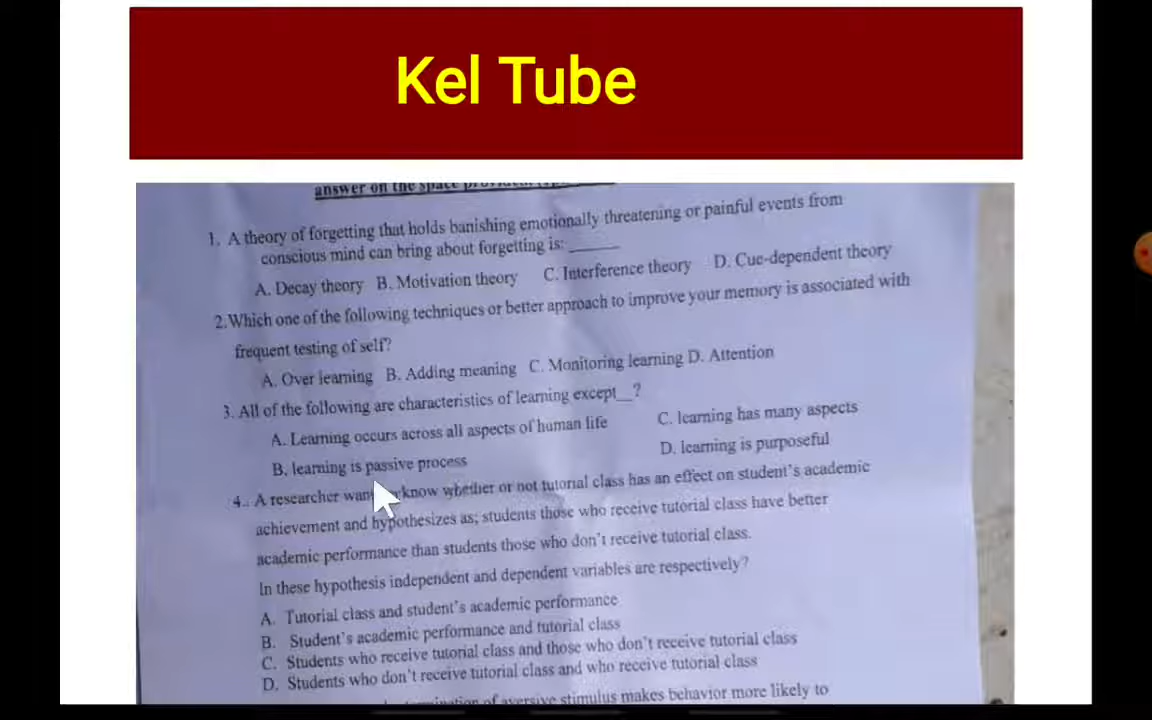 Kel Tube
answer on the space
1. A theory of forgetting that holds banishing emotionally threatening or painful events from
conscious mind can bring about forgetting is: ______
A. Decay theory B. Motivation theory C. Interference theory D. Cue-dependent theory
2.Which one of the following techniques or better approach to improve your memory is associated with
frequent testing of self?
A. Over learning B. Adding meaning C. Monitoring learning D. Attention
3. All of the following are characteristics of learning except__?
A. Learning occurs across all aspects of human life C. learning has many aspects
B. learning is passive process D. learning is purposeful
4.. A researcher know whether or not tutorial class has an effect on student's academic
achievement and hypothesizes as; students those who receive tutorial class have better
academic performance than students those who don't receive tutorial class.
In these hypothesis independent and dependent variables are respectively?
A. Tutorial class and student's academic performance
B. Student's academic performance and tutorial class
C. Students who receive tutorial class and those who don't receive tutorial class
D. Students who don't receive tutorial class and who receive tutorial class
of aversive stimulus makes behavior more likely to